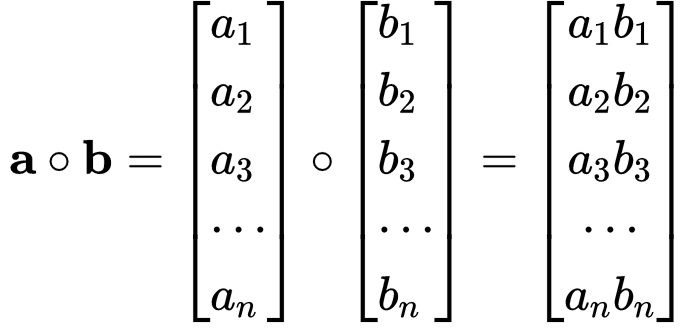 a ∘ b = [a₁ a₂ a₃ ⋯ aₙ] ∘ [b₁ b₂ b₃ ⋯ bₙ] = [a₁b₁ a₂b₂ a₃b₃ ⋯ aₙbₙ]